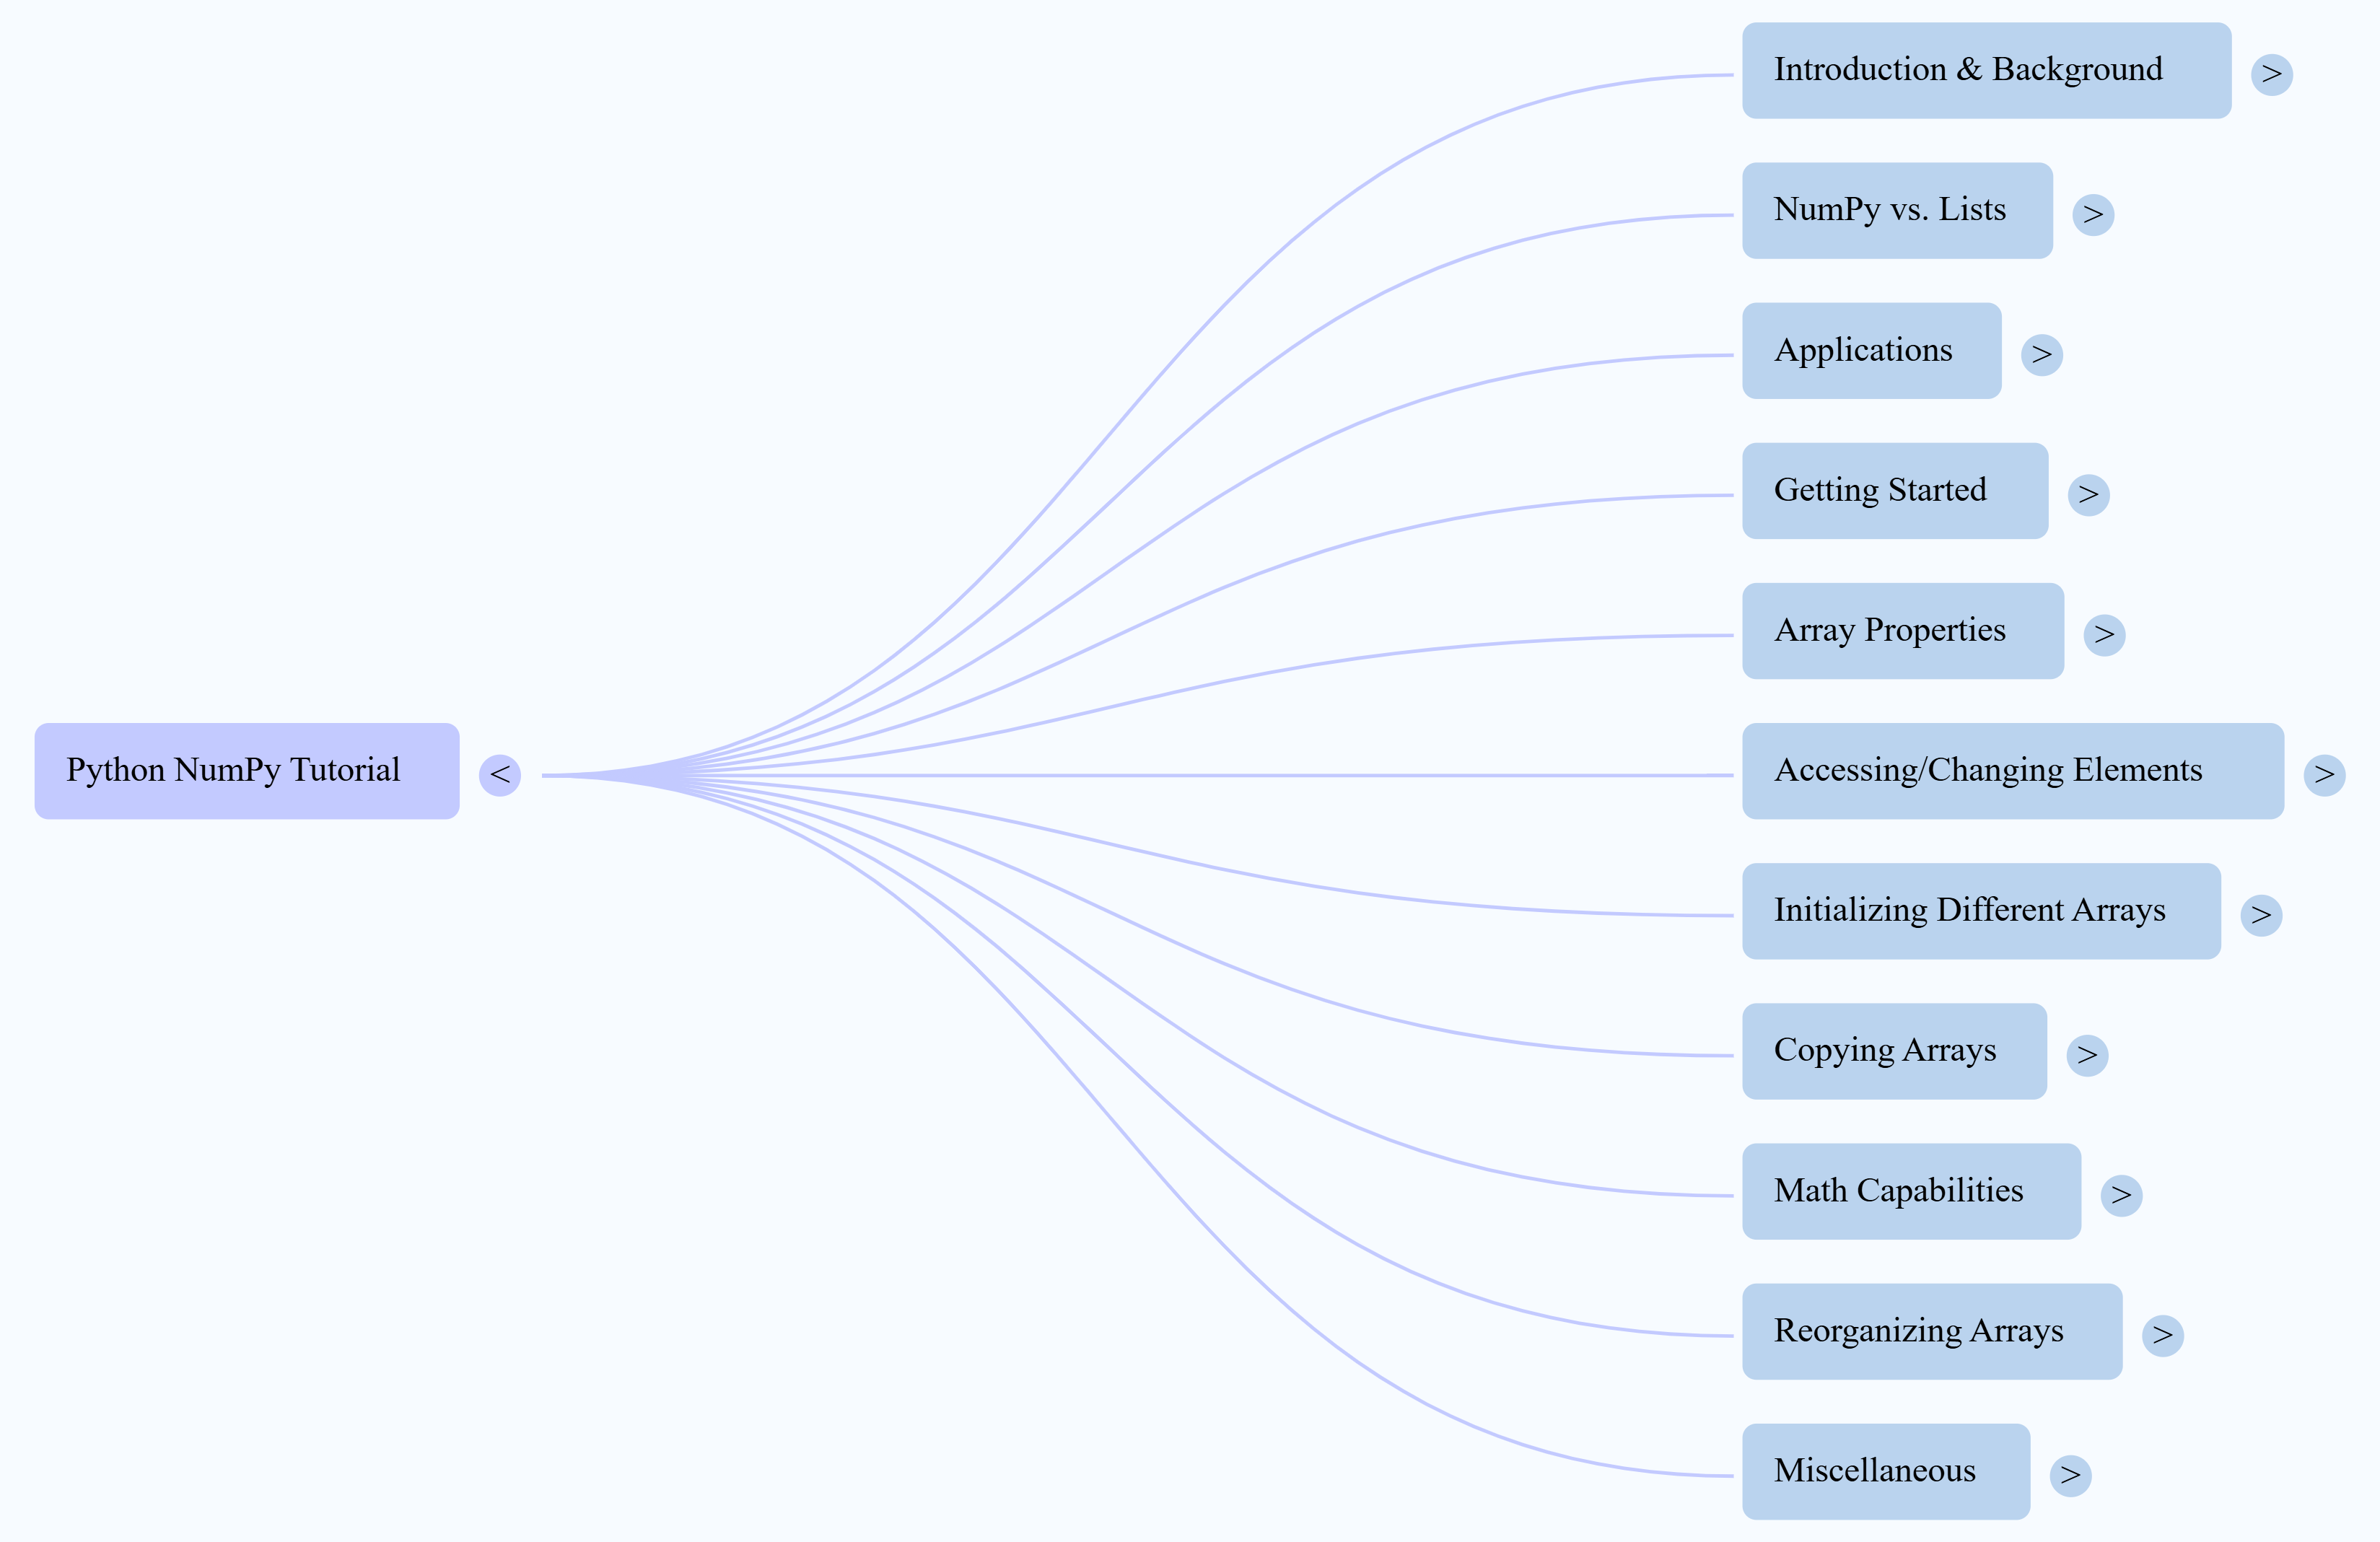 Introduction & Background >
NumPy vs. Lists >
Applications >
Getting Started >
Array Properties >
Python NumPy Tutorial <
Accessing/Changing Elements >
Initializing Different Arrays >
Copying Arrays >
Math Capabilities >
Reorganizing Arrays >
Miscellaneous >